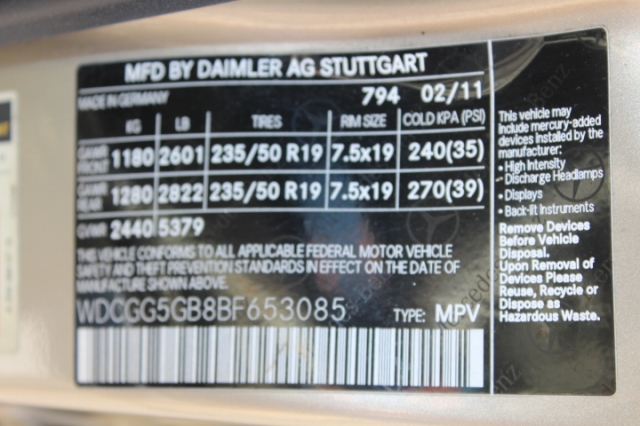 MFD BY DAIMLER AG STUTTGART
MADE IN GERMANY 794 02/11
KG LB TIRES RIM SIZE COLD KPA (PSI)
GAWR FRONT 1180 2601 235/50 R19 7.5x19 240(35)
GAWR REAR 1280 2822 235/50 R19 7.5x19 270(39)
GVWR 2440 5379
THIS VEHICLE CONFORMS TO ALL APPLICABLE FEDERAL MOTOR VEHICLE
SAFETY AND THEFT PREVENTION STANDARDS IN EFFECT ON THE DATE OF
MANUFACTURE SHOWN ABOVE.
WDCGG5GB8BF653085 TYPE: MPV
This vehicle may
include mercury-added
devices installed by the
manufacturer:
• High Intensity
Discharge Headlamps
• Displays
• Back-lit Instruments
Remove Devices
Before Vehicle
Disposal.
Upon Removal of
Devices Please
Reuse, Recycle or
Dispose as
Hazardous Waste.